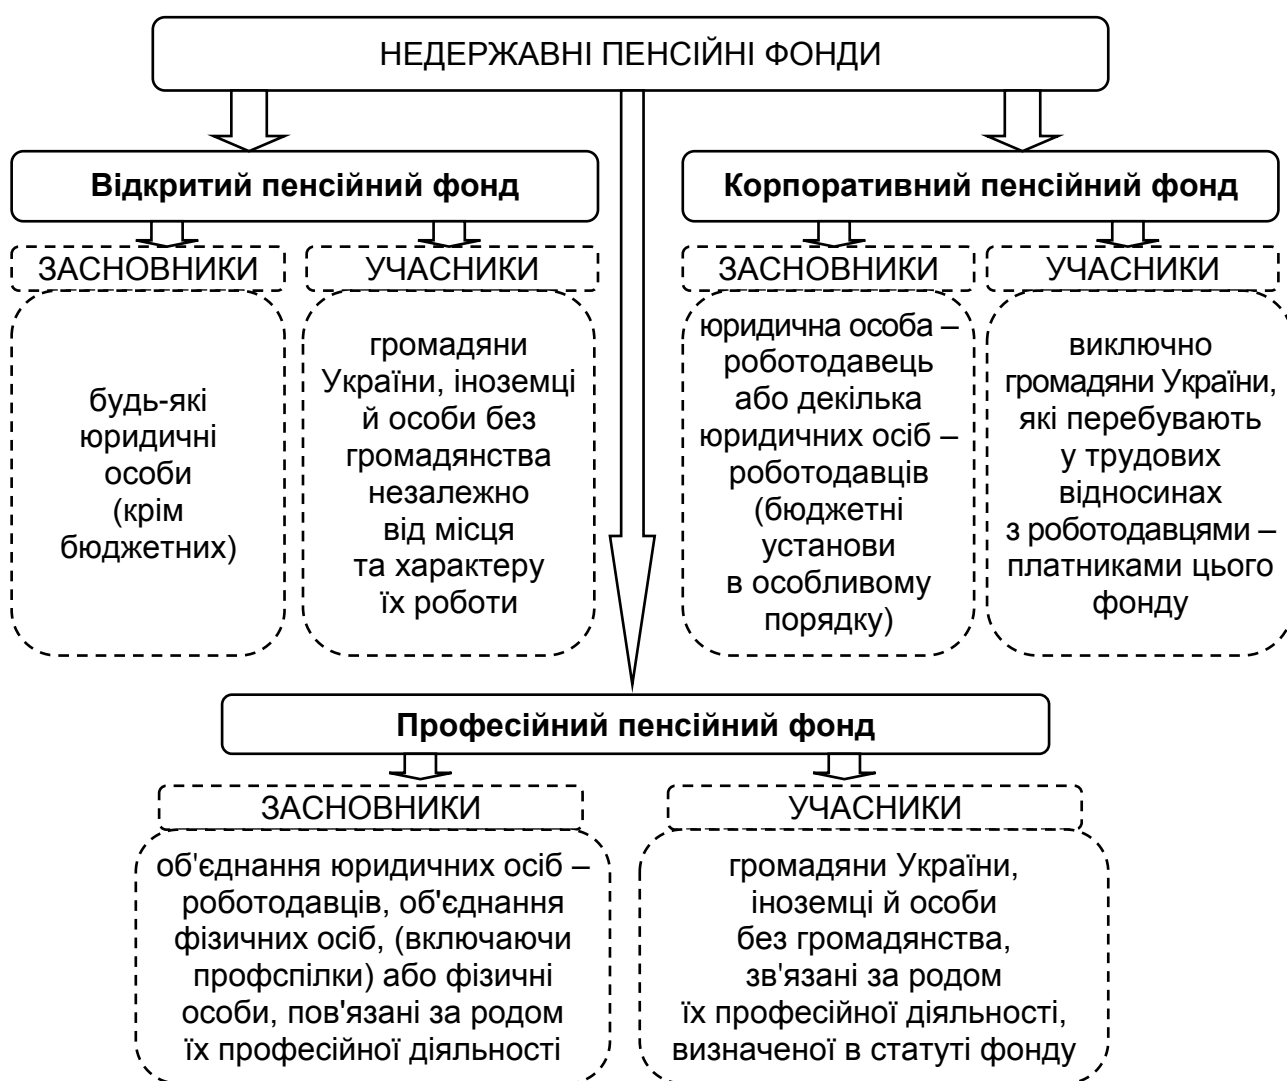 НЕДЕРЖАВНІ ПЕНСІЙНІ ФОНДИ
Відкритий пенсійний фонд
ЗАСНОВНИКИ
будь-які
юридичні
особи
(крім
бюджетних)
УЧАСНИКИ
громадяни
України, іноземці
й особи без
громадянства
незалежно
від місця
та характеру
їх роботи
Корпоративний пенсійний фонд
ЗАСНОВНИКИ
юридична особа –
роботодавець
або декілька
юридичних осіб –
роботодавців
(бюджетні
установи
в особливому
порядку)
УЧАСНИКИ
виключно
громадяни України,
які перебувають
у трудових
відносинах
з роботодавцями –
платниками цього
фонду
Професійний пенсійний фонд
ЗАСНОВНИКИ
об'єднання юридичних осіб –
роботодавців, об'єднання
фізичних осіб, (включаючи
профспілки) або фізичні
особи, пов'язані за родом
їх професійної діяльності
УЧАСНИКИ
громадяни України,
іноземці й особи
без громадянства,
зв'язані за родом
їх професійної діяльності,
визначеної в статуті фонду